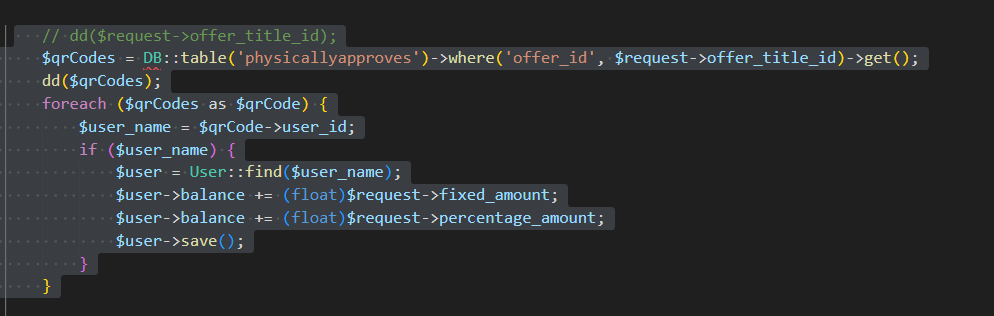 // dd($request->offer_title_id);
$qrCodes = DB::table('physicallyapproves')->where('offer_id', $request->offer_title_id)->get();
dd($qrCodes);
foreach ($qrCodes as $qrCode) {
$user_name = $qrCode->user_id;
if ($user_name) {
$user = User::find($user_name);
$user->balance += (float)$request->fixed_amount;
$user->balance += (float)$request->percentage_amount;
$user->save();
}
}